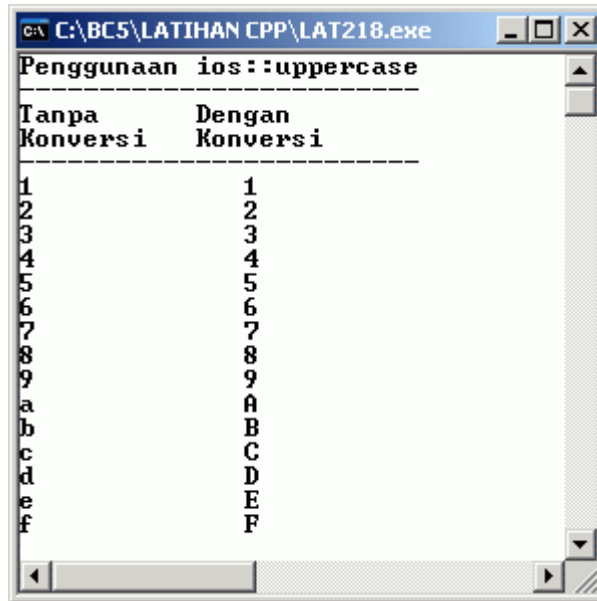 C:\BC5\LATIHAN CPP\LAT218.exe
Penggunaan ios::uppercase
-------------------------
Tanpa Dengan
Konversi Konversi
-------------------------
1 1
2 2
3 3
4 4
5 5
6 6
7 7
8 8
9 9
a A
b B
c C
d D
e E
f F